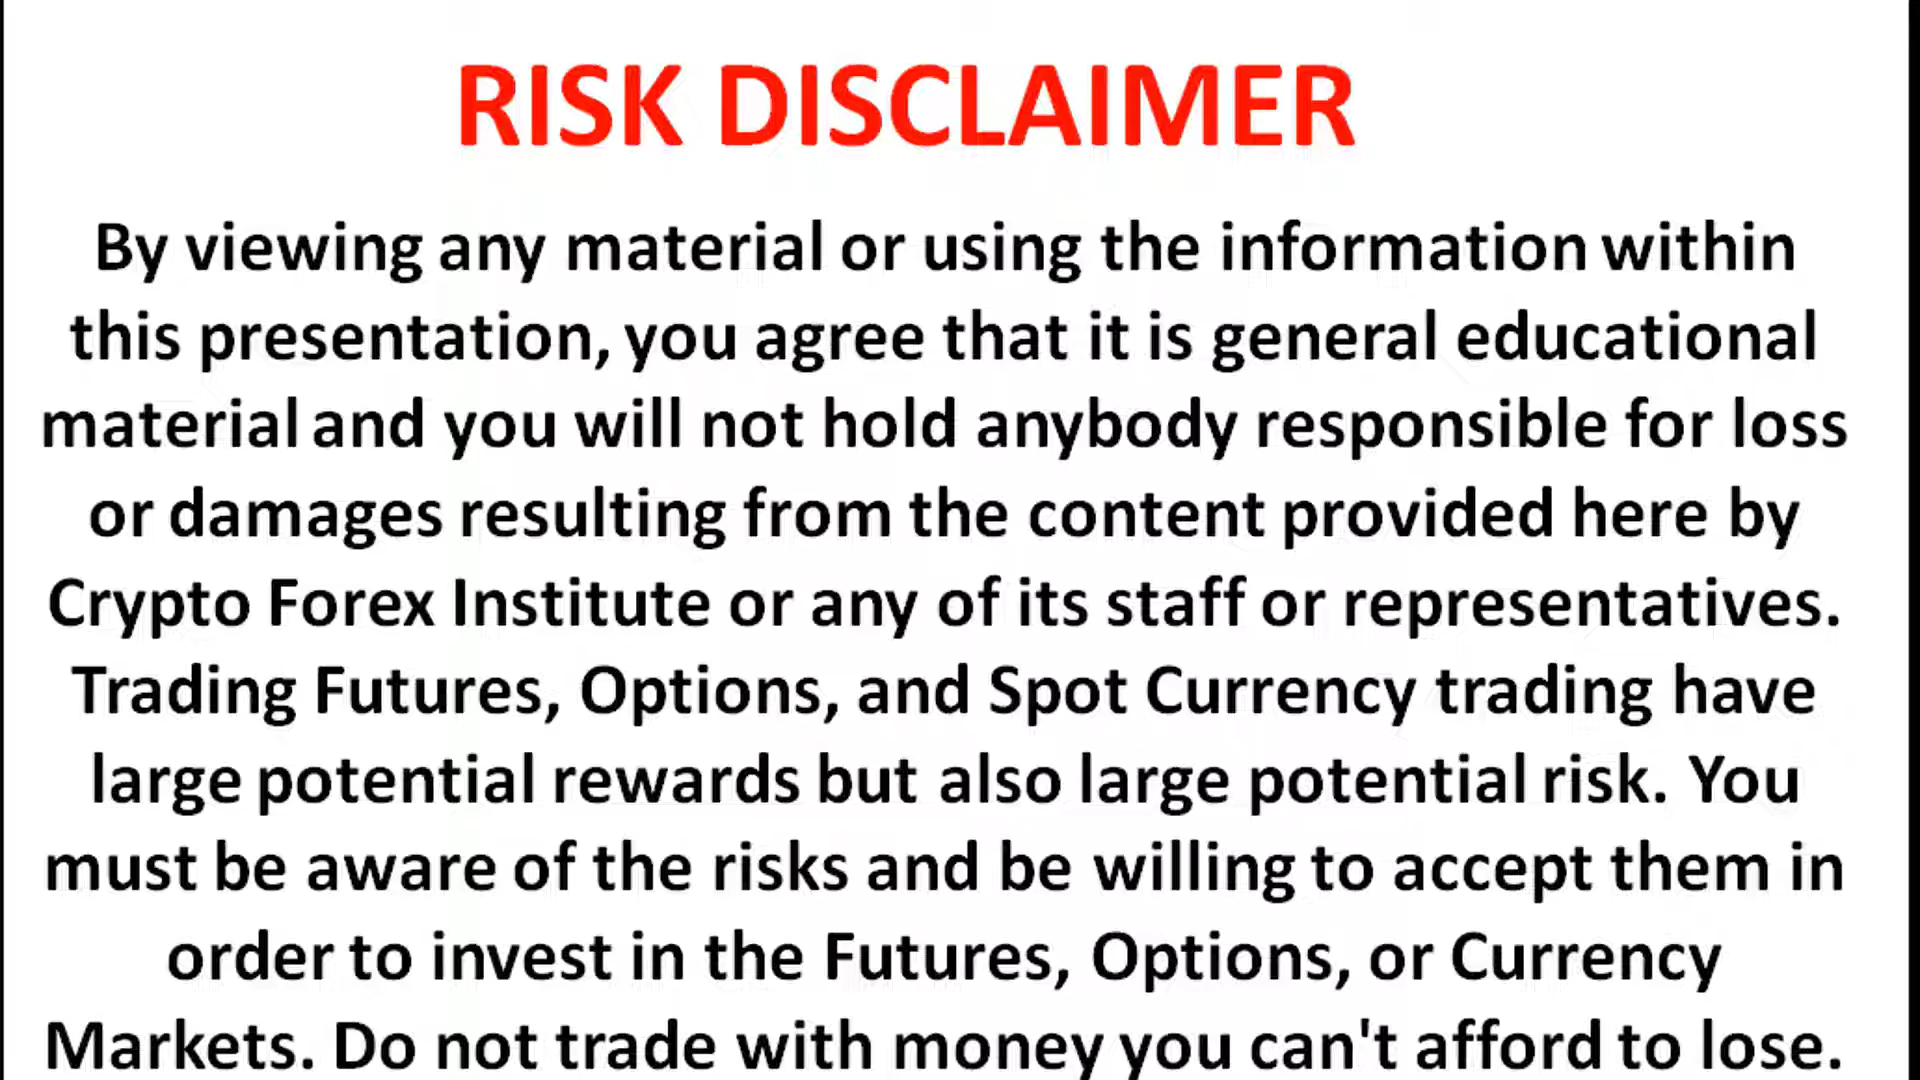 RISK DISCLAIMER
By viewing any material or using the information within
this presentation, you agree that it is general educational
material and you will not hold anybody responsible for loss
or damages resulting from the content provided here by
Crypto Forex Institute or any of its staff or representatives.
Trading Futures, Options, and Spot Currency trading have
large potential rewards but also large potential risk. You
must be aware of the risks and be willing to accept them in
order to invest in the Futures, Options, or Currency
Markets. Do not trade with money you can't afford to lose.